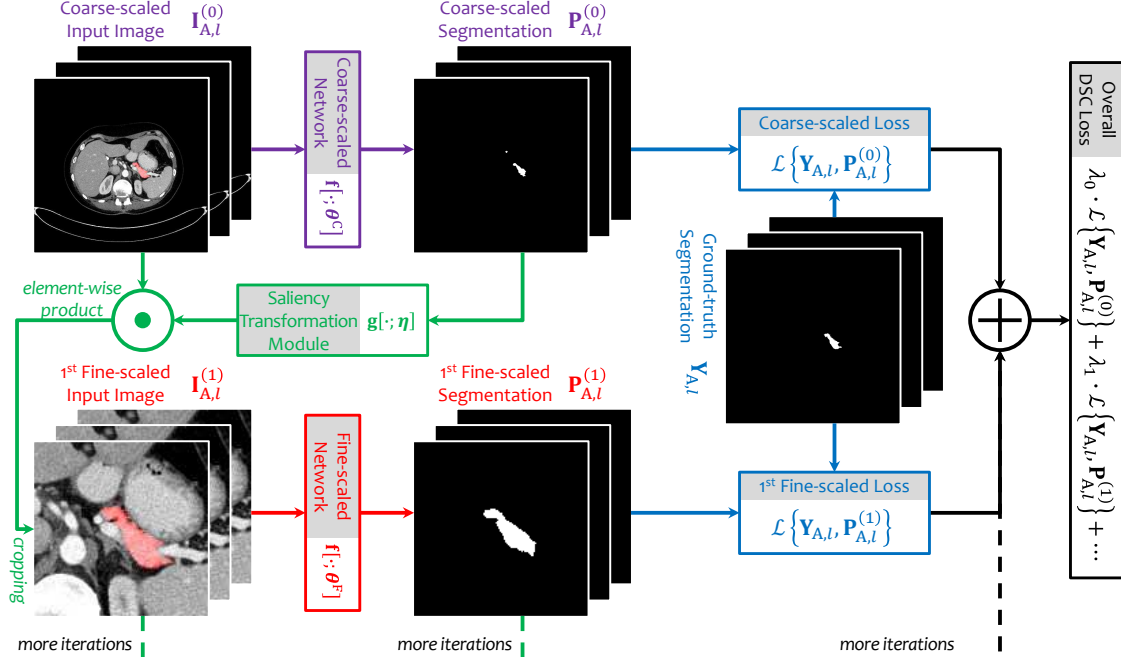 Coarse-scaled
Input Image
I_{A,l}^{(0)}
Coarse-scaled
Segmentation
P_{A,l}^{(0)}
Coarse-scaled
Network
f[·; θ^C]
Coarse-scaled Loss
ℒ{Y_{A,l}, P_{A,l}^{(0)}}
Overall
DSC Loss
λ_0 · ℒ{Y_{A,l}, P_{A,l}^{(0)}} + λ_1 · ℒ{Y_{A,l}, P_{A,l}^{(1)}} + ⋯
Ground-truth
Segmentation
Y_{A,l}
element-wise
product
Saliency
Transformation
Module
g[·; η]
1st Fine-scaled
Input Image
I_{A,l}^{(1)}
1st Fine-scaled
Segmentation
P_{A,l}^{(1)}
Fine-scaled
Network
f[·; θ^F]
1st Fine-scaled Loss
ℒ{Y_{A,l}, P_{A,l}^{(1)}}
cropping
more iterations
more iterations
more iterations